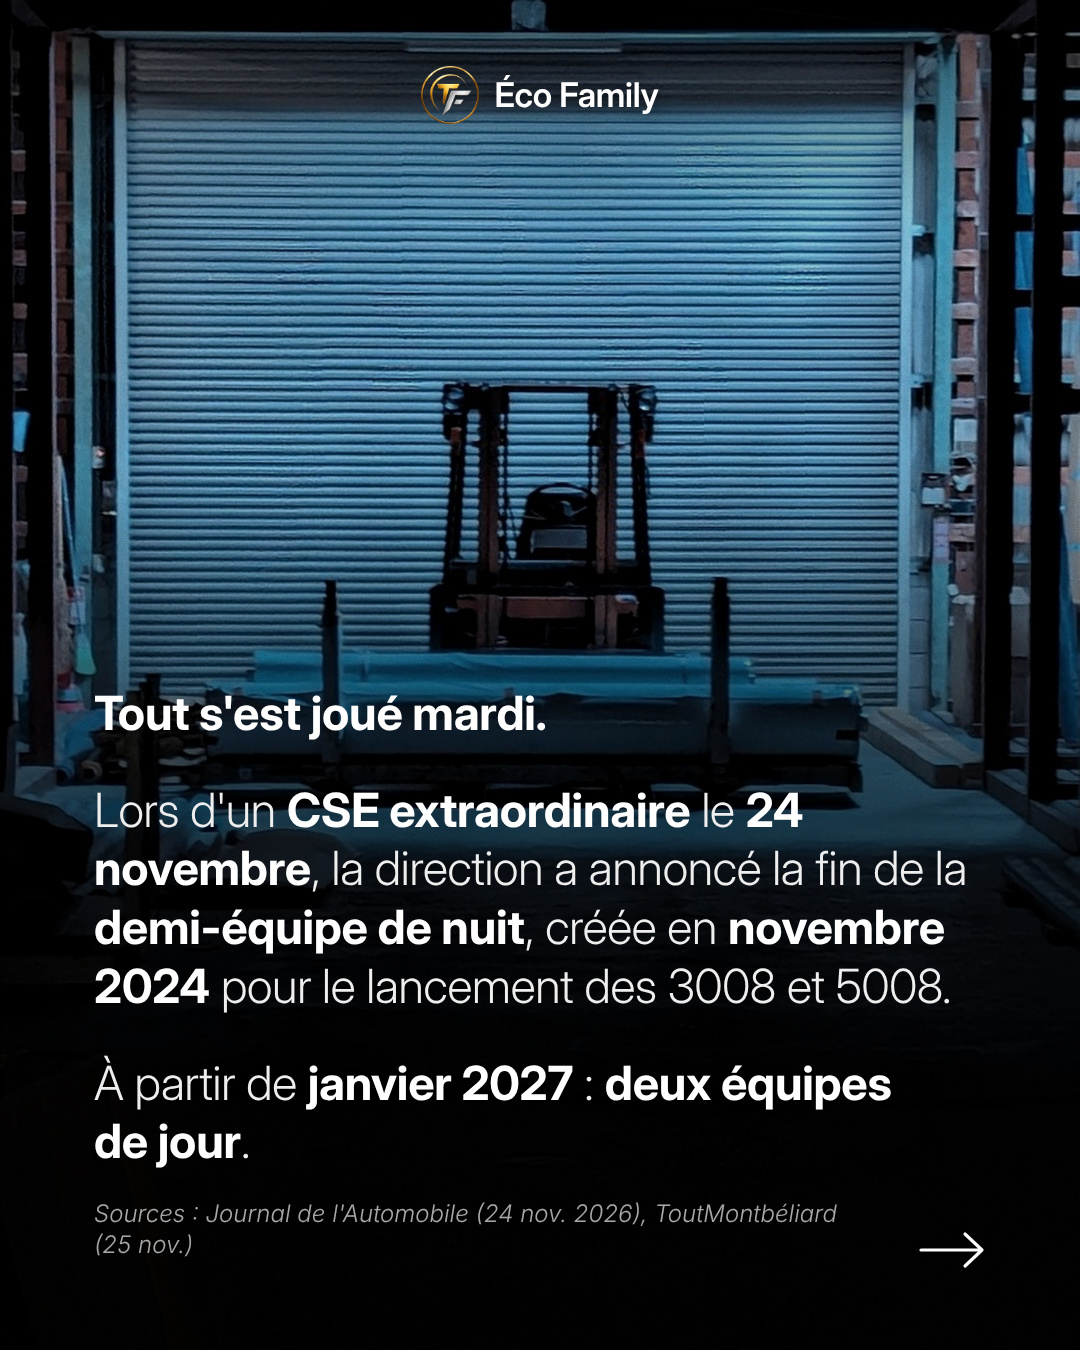 TF Éco Family
Tout s'est joué mardi.
Lors d'un CSE extraordinaire le 24
novembre, la direction a annoncé la fin de la
demi-équipe de nuit, créée en novembre
2024 pour le lancement des 3008 et 5008.
À partir de janvier 2027 : deux équipes
de jour.
Sources : Journal de l'Automobile (24 nov. 2026), ToutMontbéliard
(25 nov.)